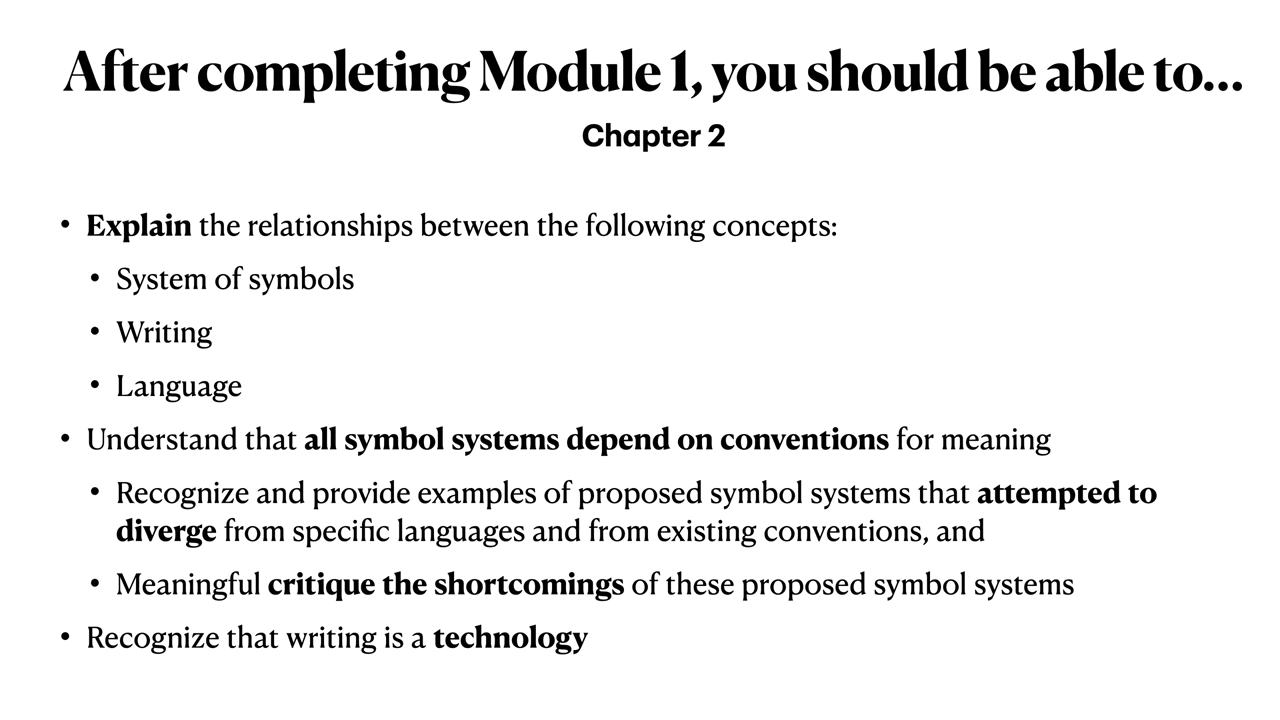 After completing Module 1, you should be able to...
Chapter 2
• Explain the relationships between the following concepts:
• System of symbols
• Writing
• Language
• Understand that all symbol systems depend on conventions for meaning
• Recognize and provide examples of proposed symbol systems that attempted to
diverge from specific languages and from existing conventions, and
• Meaningful critique the shortcomings of these proposed symbol systems
• Recognize that writing is a technology